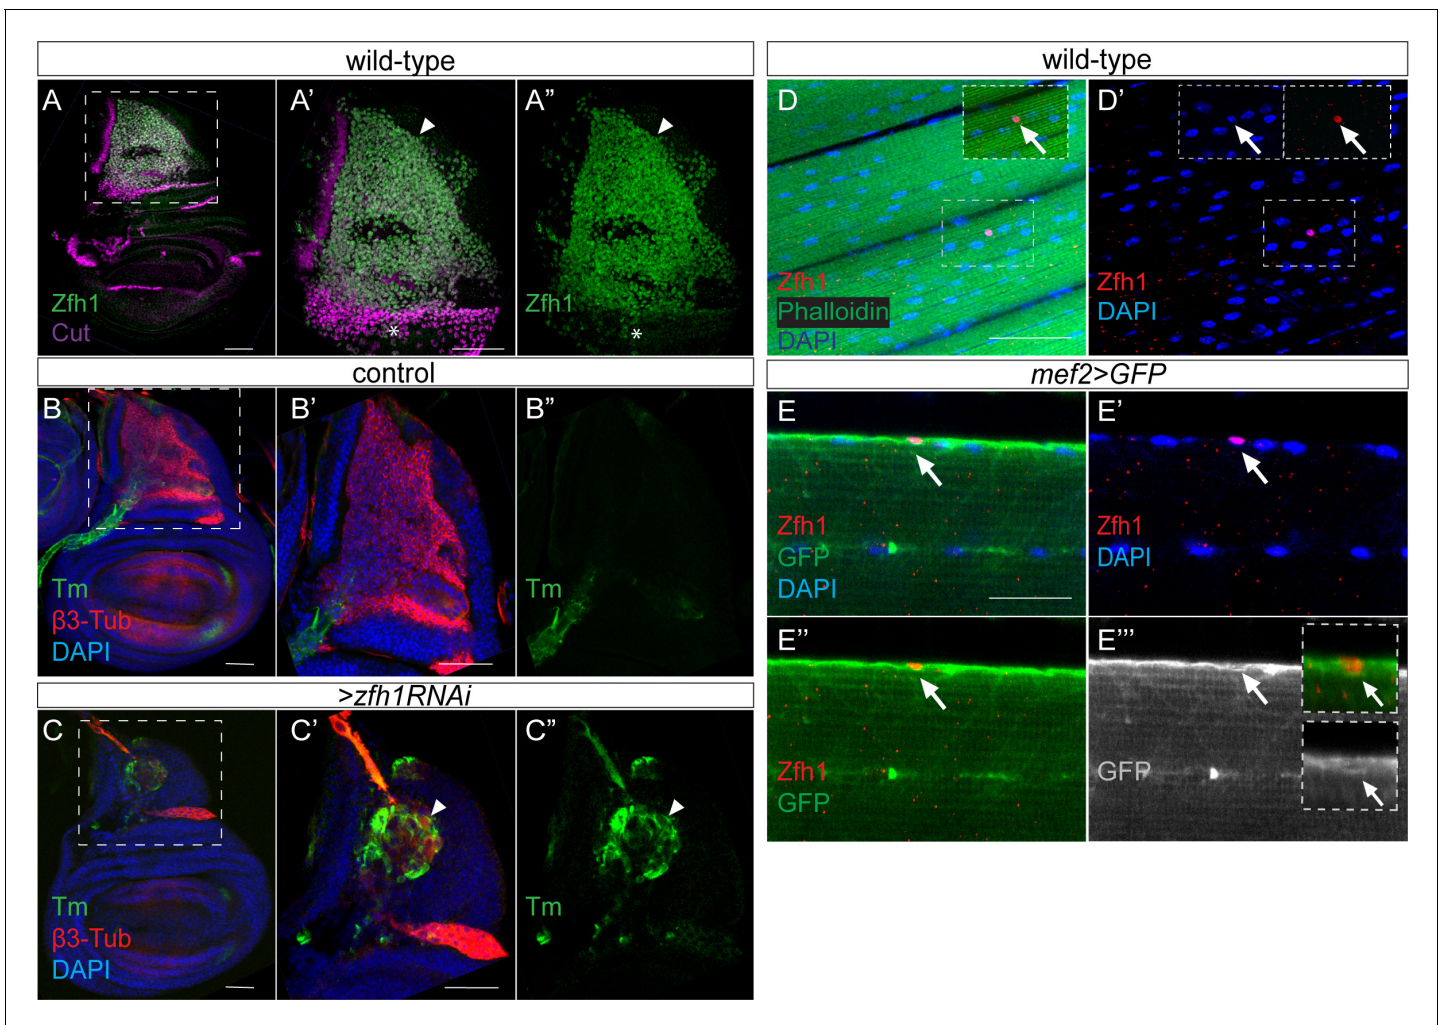 wild-type
A
Zfh1
Cut
A'
*
A"
Zfh1
*
control
B
Tm
β3-Tub
DAPI
B'
B"
Tm
>zfh1RNAi
C
Tm
β3-Tub
DAPI
C'
C"
Tm
wild-type
D
Zfh1
Phalloidin
DAPI
D'
Zfh1
DAPI
mef2>GFP
E
Zfh1
GFP
DAPI
E'
Zfh1
DAPI
E''
Zfh1
GFP
E'''
GFP